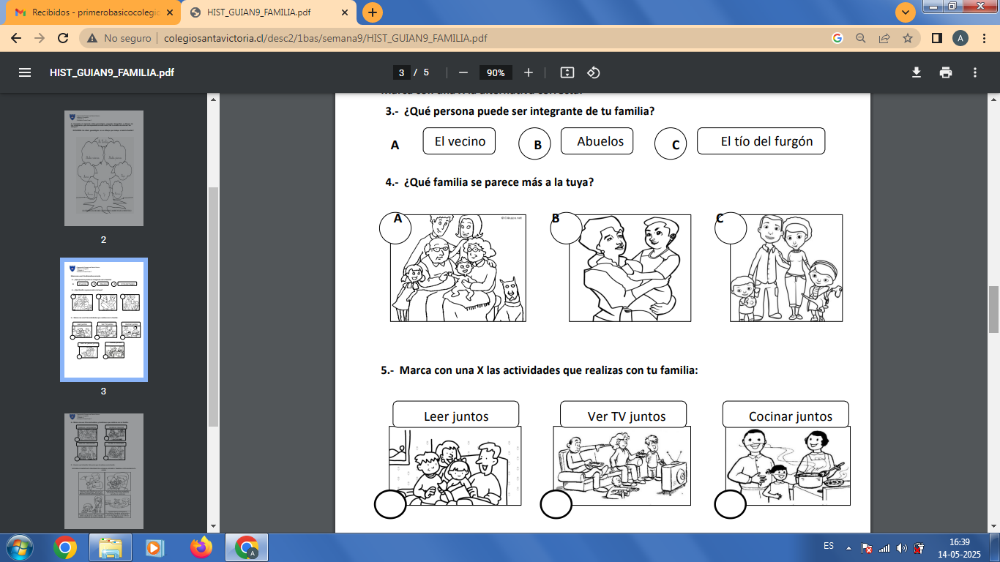 Recibidos - primerobasicocolegic
HIST_GUIAN9_FAMILIA.pdf
No seguro
colegiosantavictoria.cl/desc2/1bas/semana9/HIST_GUIAN9_FAMILIA.pdf
A
HIST_GUIAN9_FAMILIA.pdf
3 / 5
90%
3.- ¿Qué persona puede ser integrante de tu familia?
A El vecino B Abuelos C El tío del furgón
4.- ¿Qué familia se parece más a la tuya?
A B C
© Dibujos.net
5.- Marca con una X las actividades que realizas con tu familia:
Leer juntos Ver TV juntos Cocinar juntos
2
3
A
ES
16:39
14-05-2025